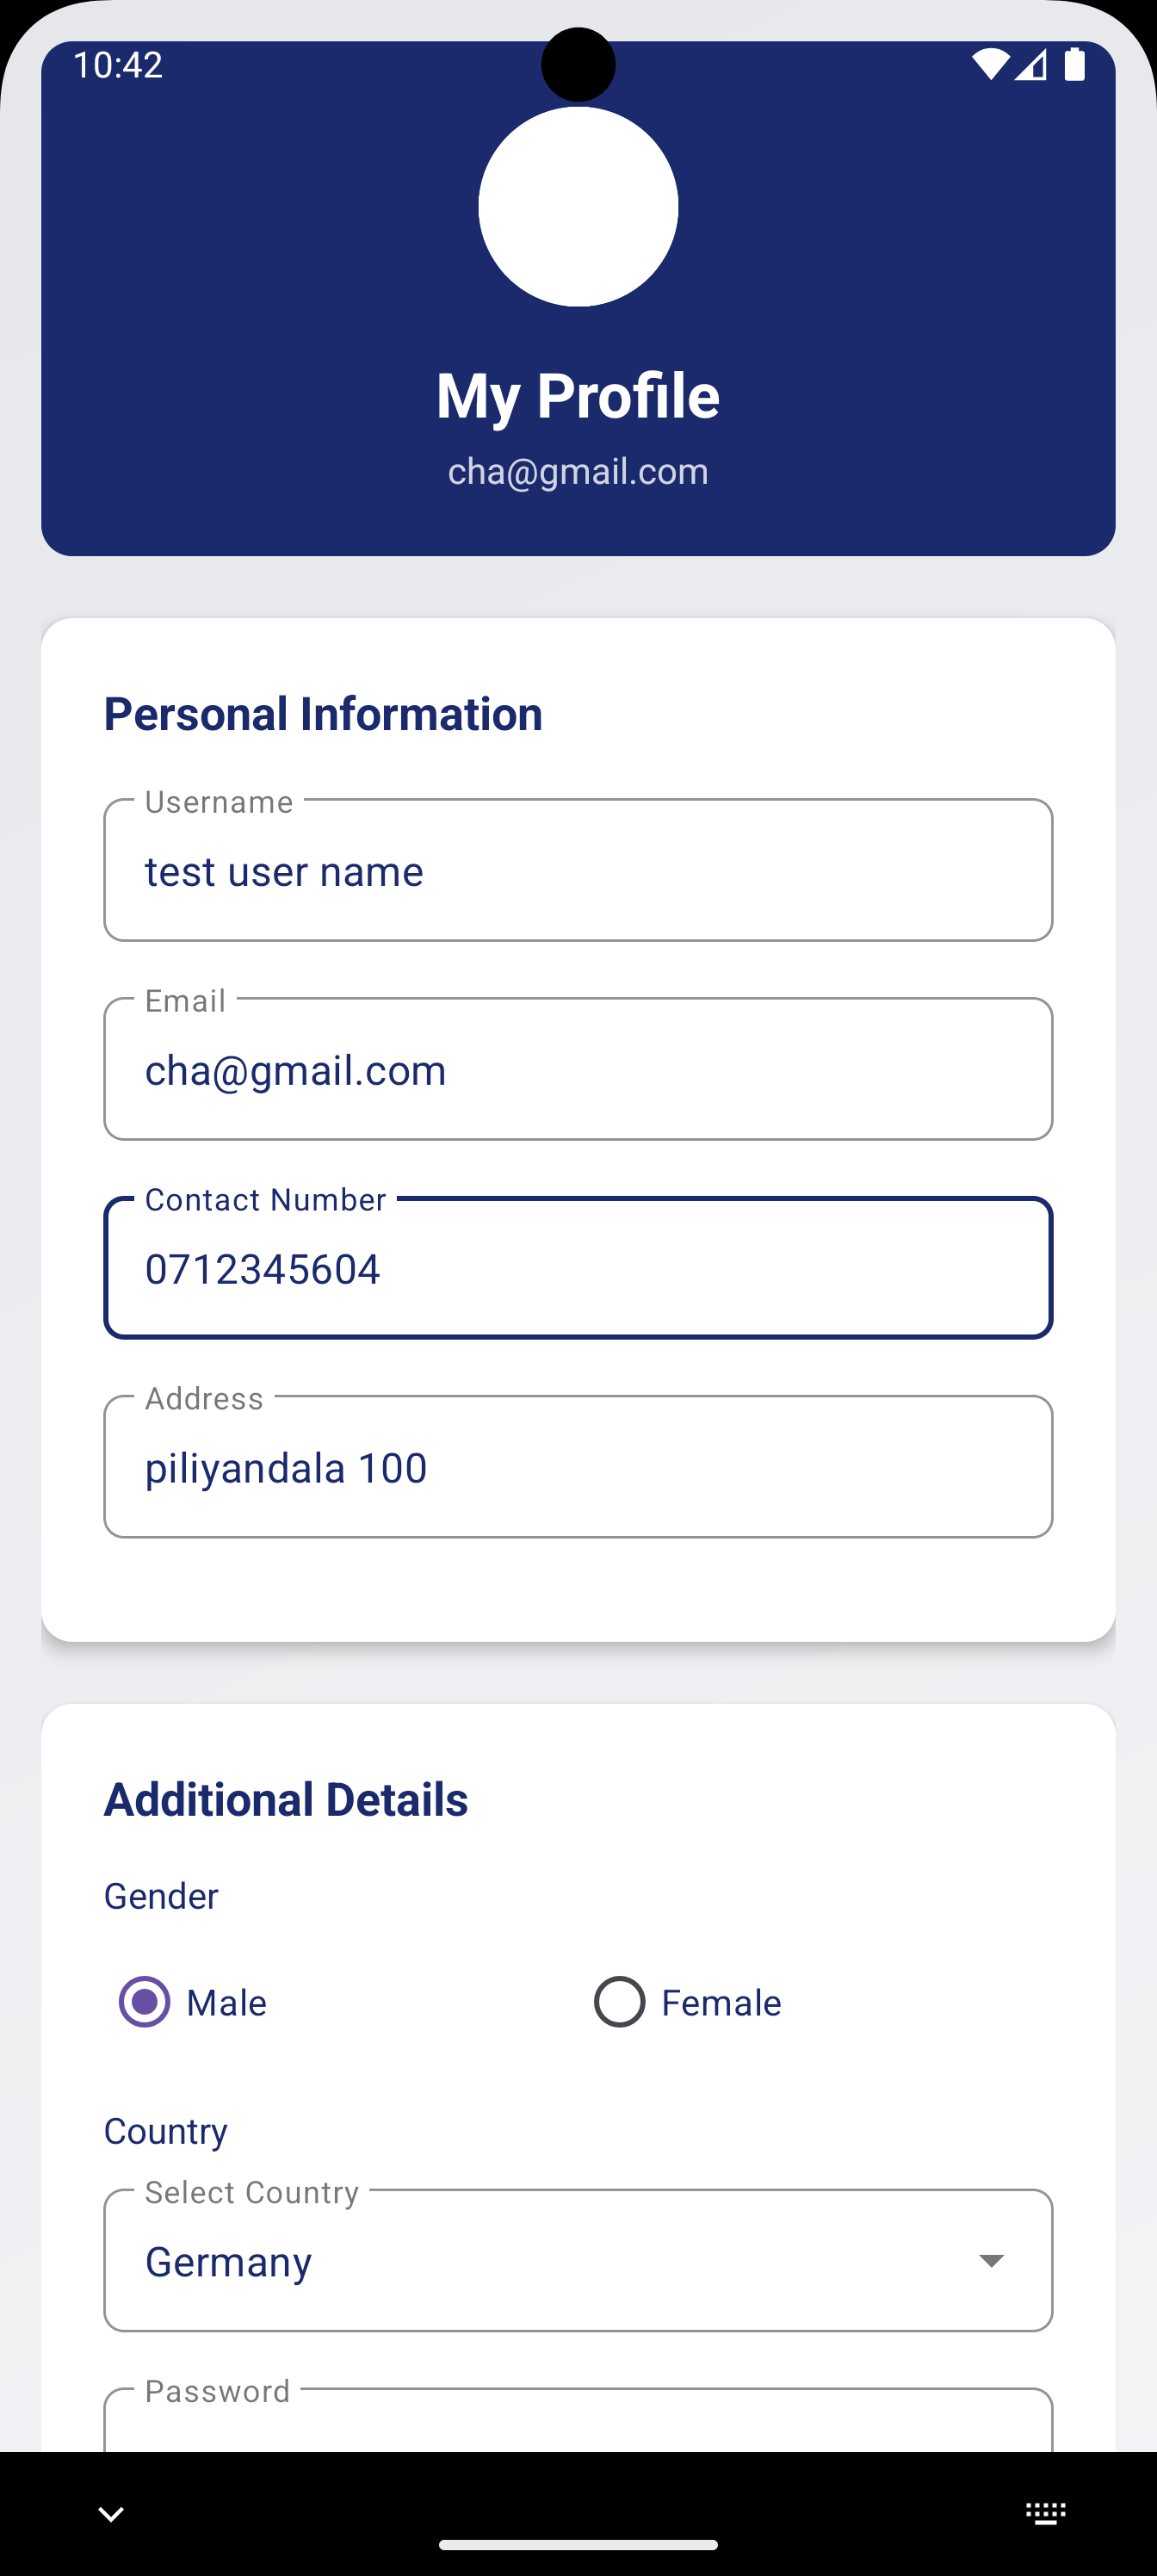 10:42
My Profile
cha@gmail.com
Personal Information
Username
test user name
Email
cha@gmail.com
Contact Number
0712345604
Address
piliyandala 100
Additional Details
Gender
Male Female
Country
Select Country
Germany
Password